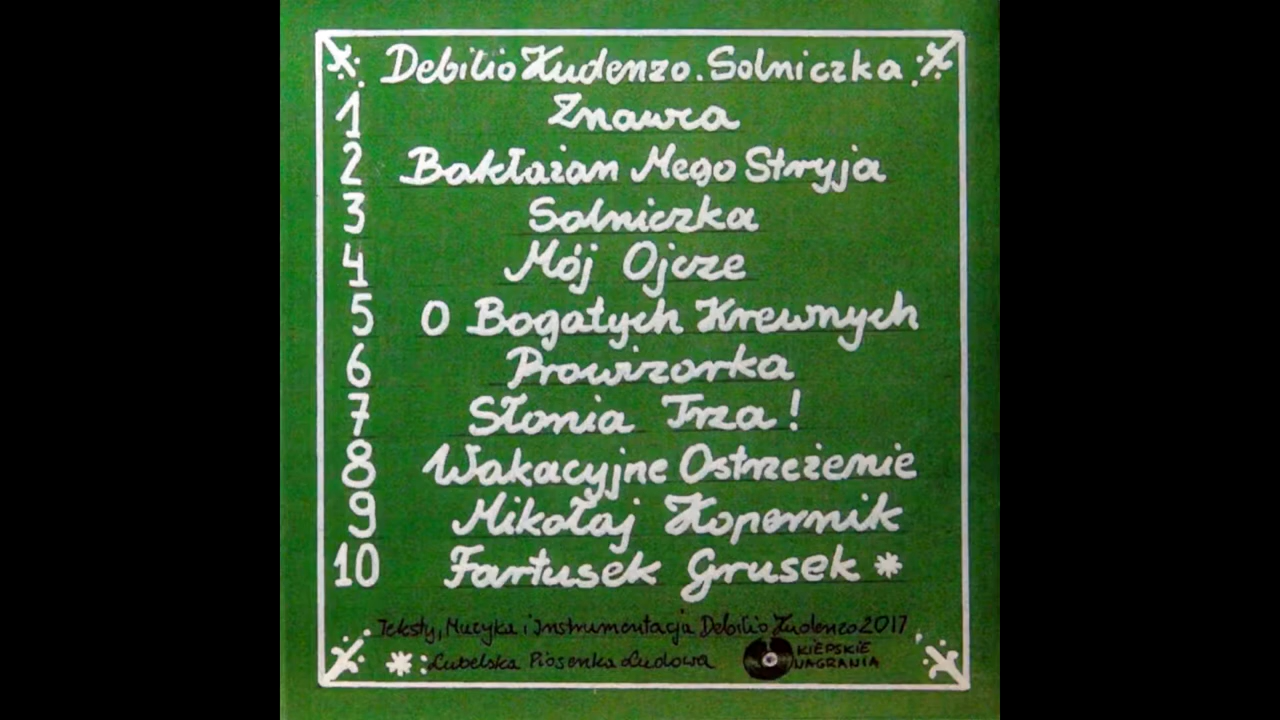 Debilio Kudenzo. Solniczka
1 Znawca
2 Bakłażan Mego Stryja
3 Solniczka
4 Mój Ojcze
5 O Bogatych Krewnych
6 Prowizorka
7 Słonia Trza!
8 Wakacyjne Ostrzeżenie
9 Mikołaj Kopernik
10 Fartusek Grusek *
Teksty, Muzyka i Instrumentacja Debilio Kudenzo 2017,
* : Lubelska Piosenka Ludowa
KIEPSKIE
NAGRANIA